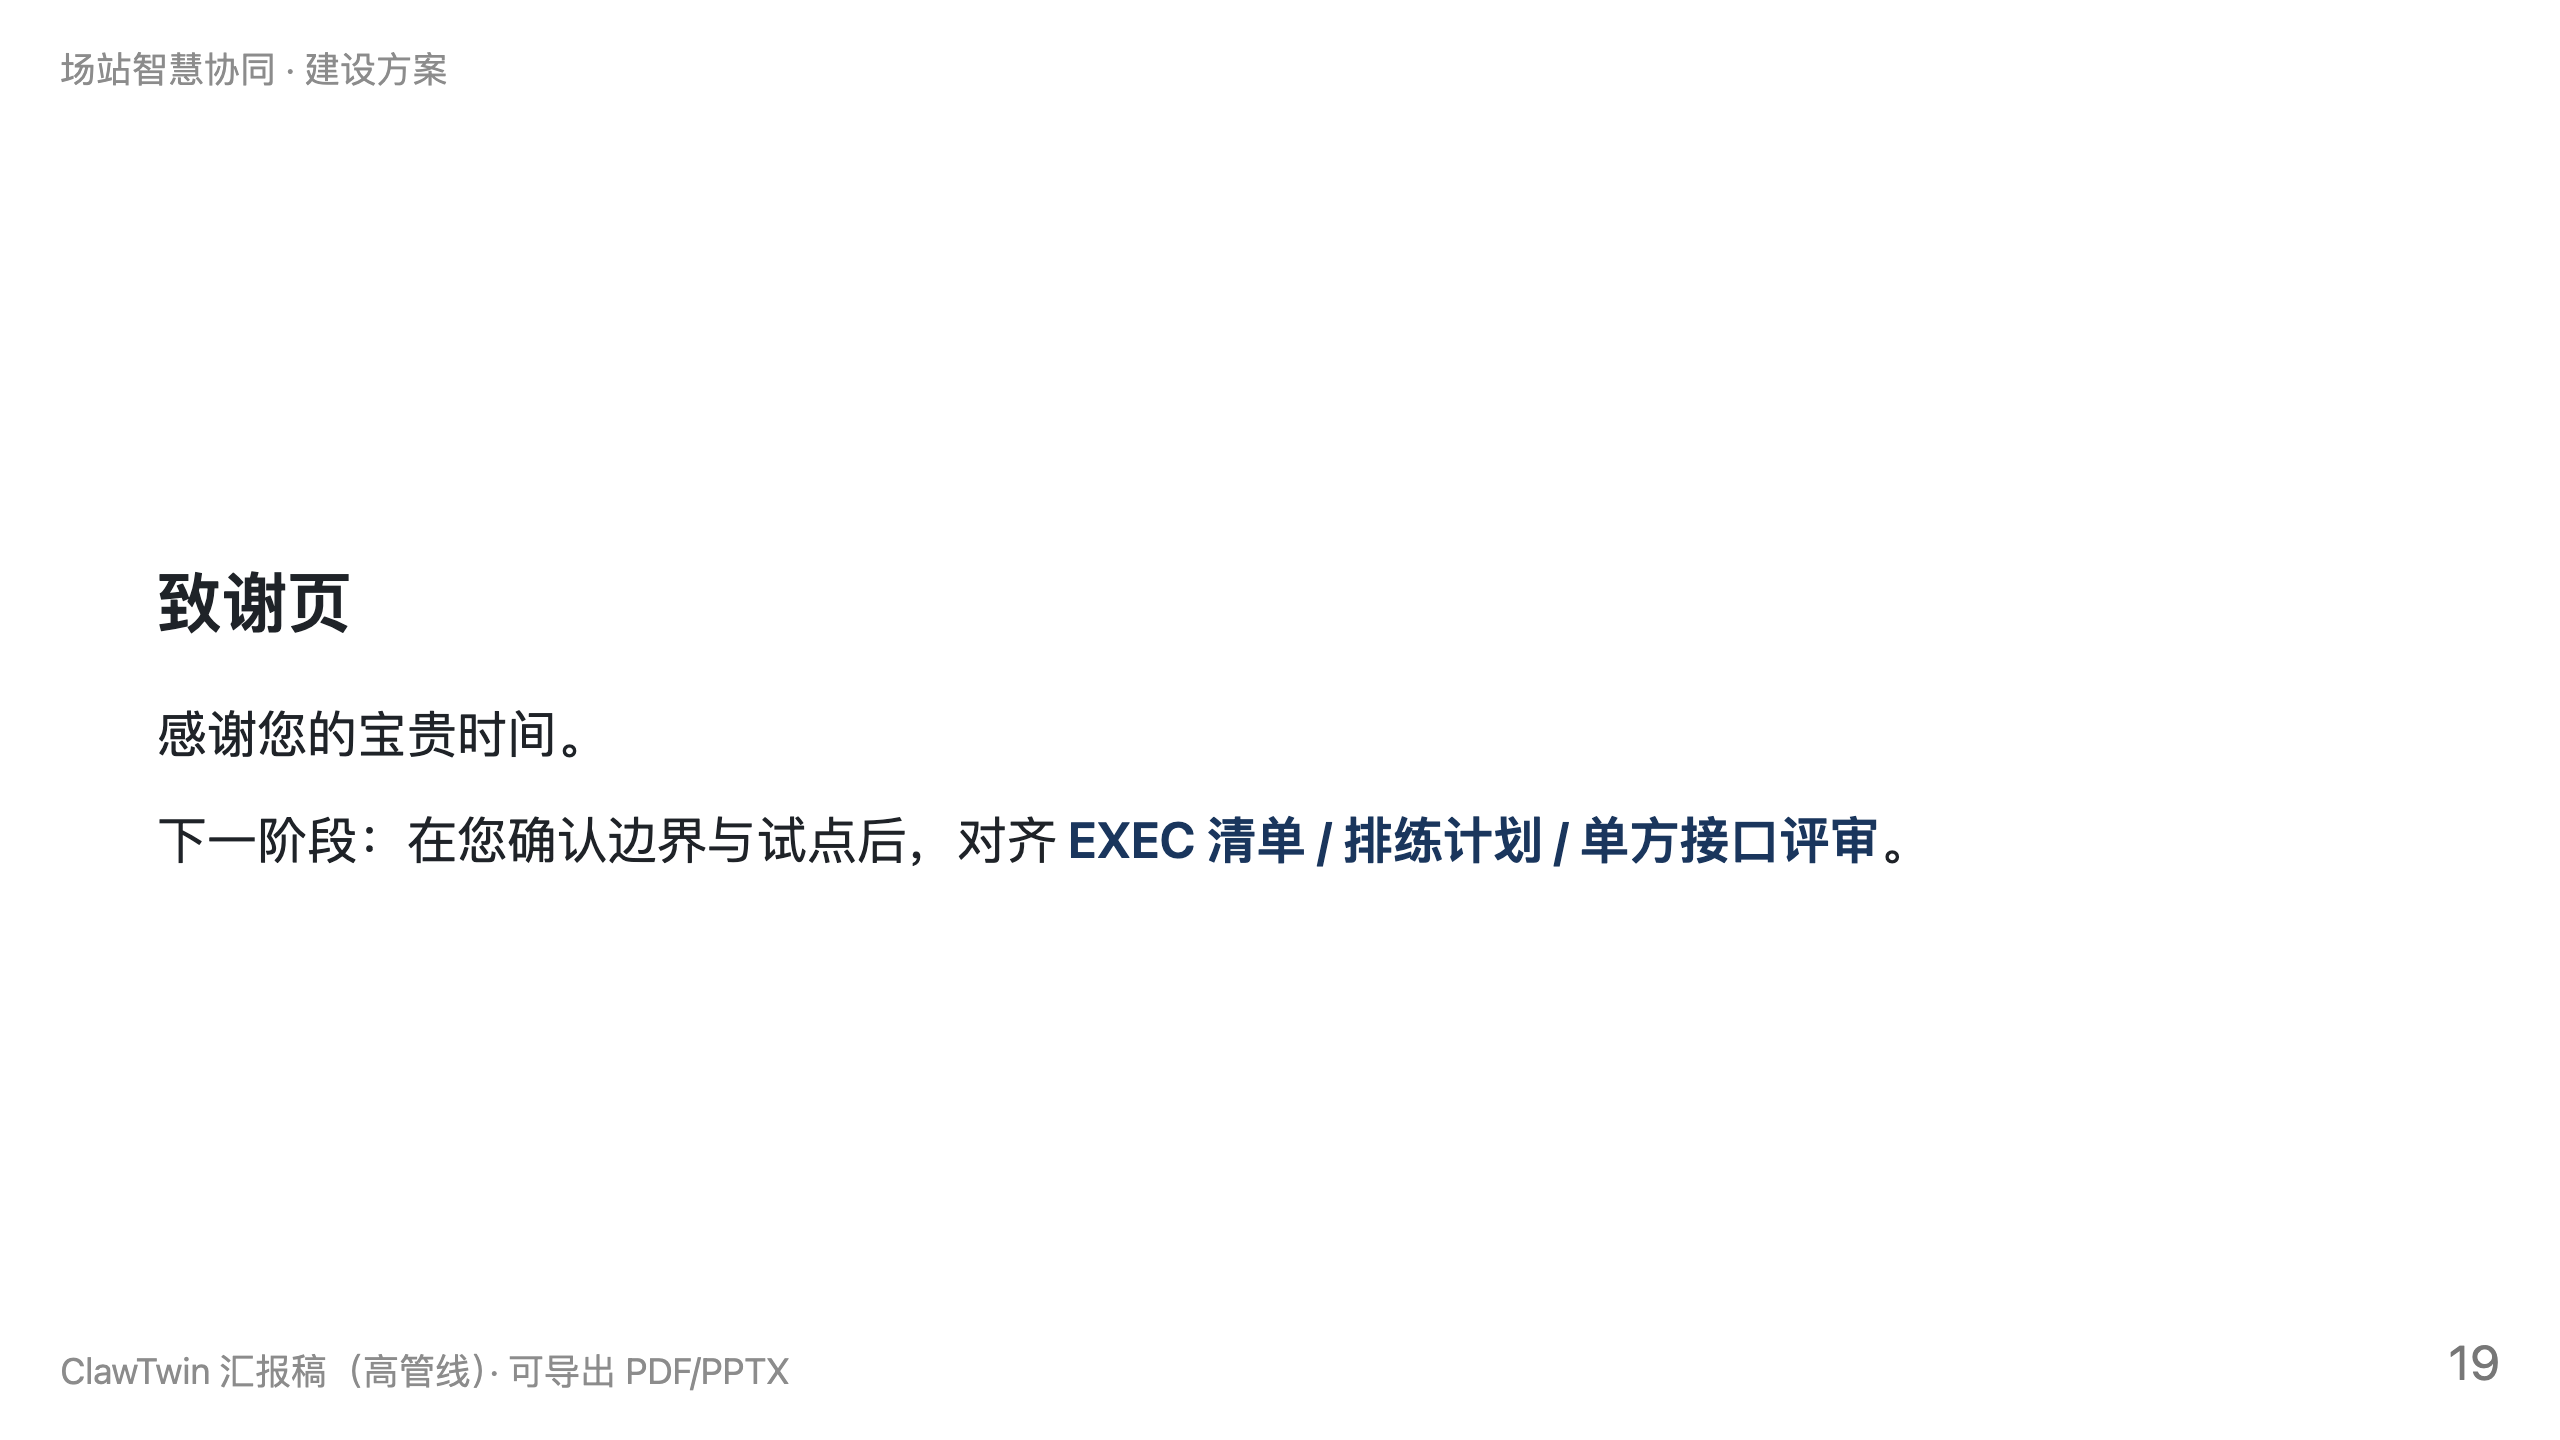 场站智慧协同 · 建设方案
致谢页
感谢您的宝贵时间。
下一阶段：在您确认边界与试点后，对齐 EXEC 清单 / 排练计划 / 单方接口评审。
ClawTwin 汇报稿（高管线）· 可导出 PDF/PPTX
19